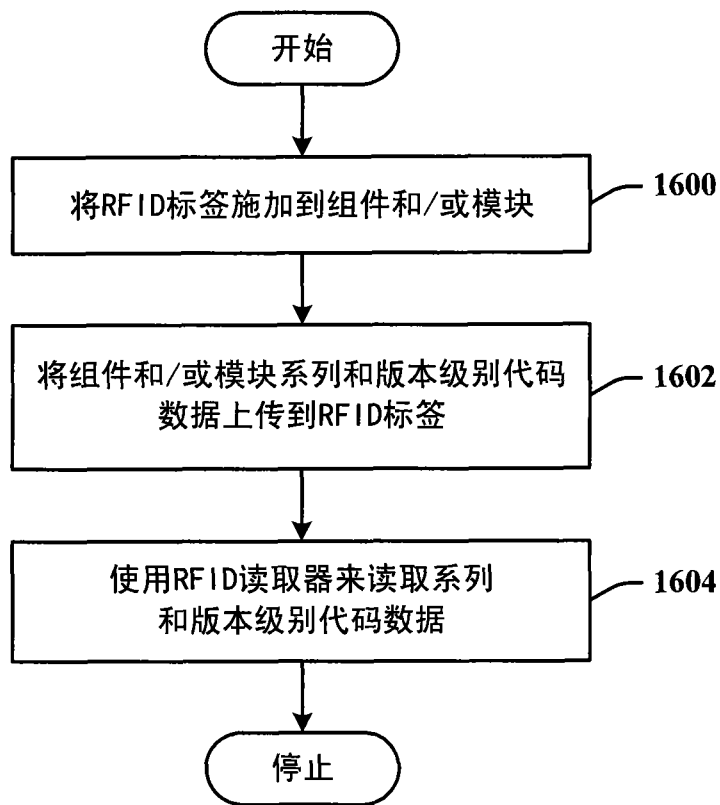 开始
将RFID标签施加到组件和/或模块
1600
将组件和/或模块系列和版本级别代码
数据上传到RFID标签
1602
使用RFID读取器来读取系列
和版本级别代码数据
1604
停止